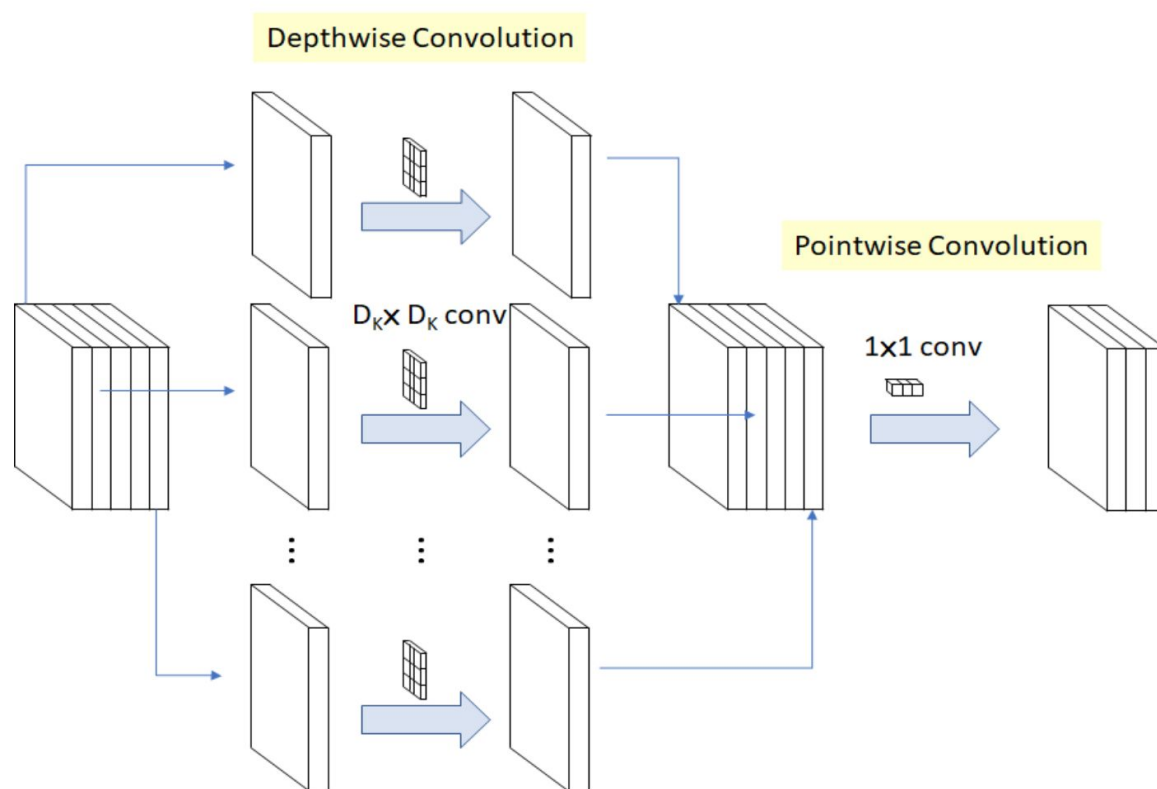 Depthwise Convolution
Pointwise Convolution
Dₖx Dₖ conv
1x1 conv